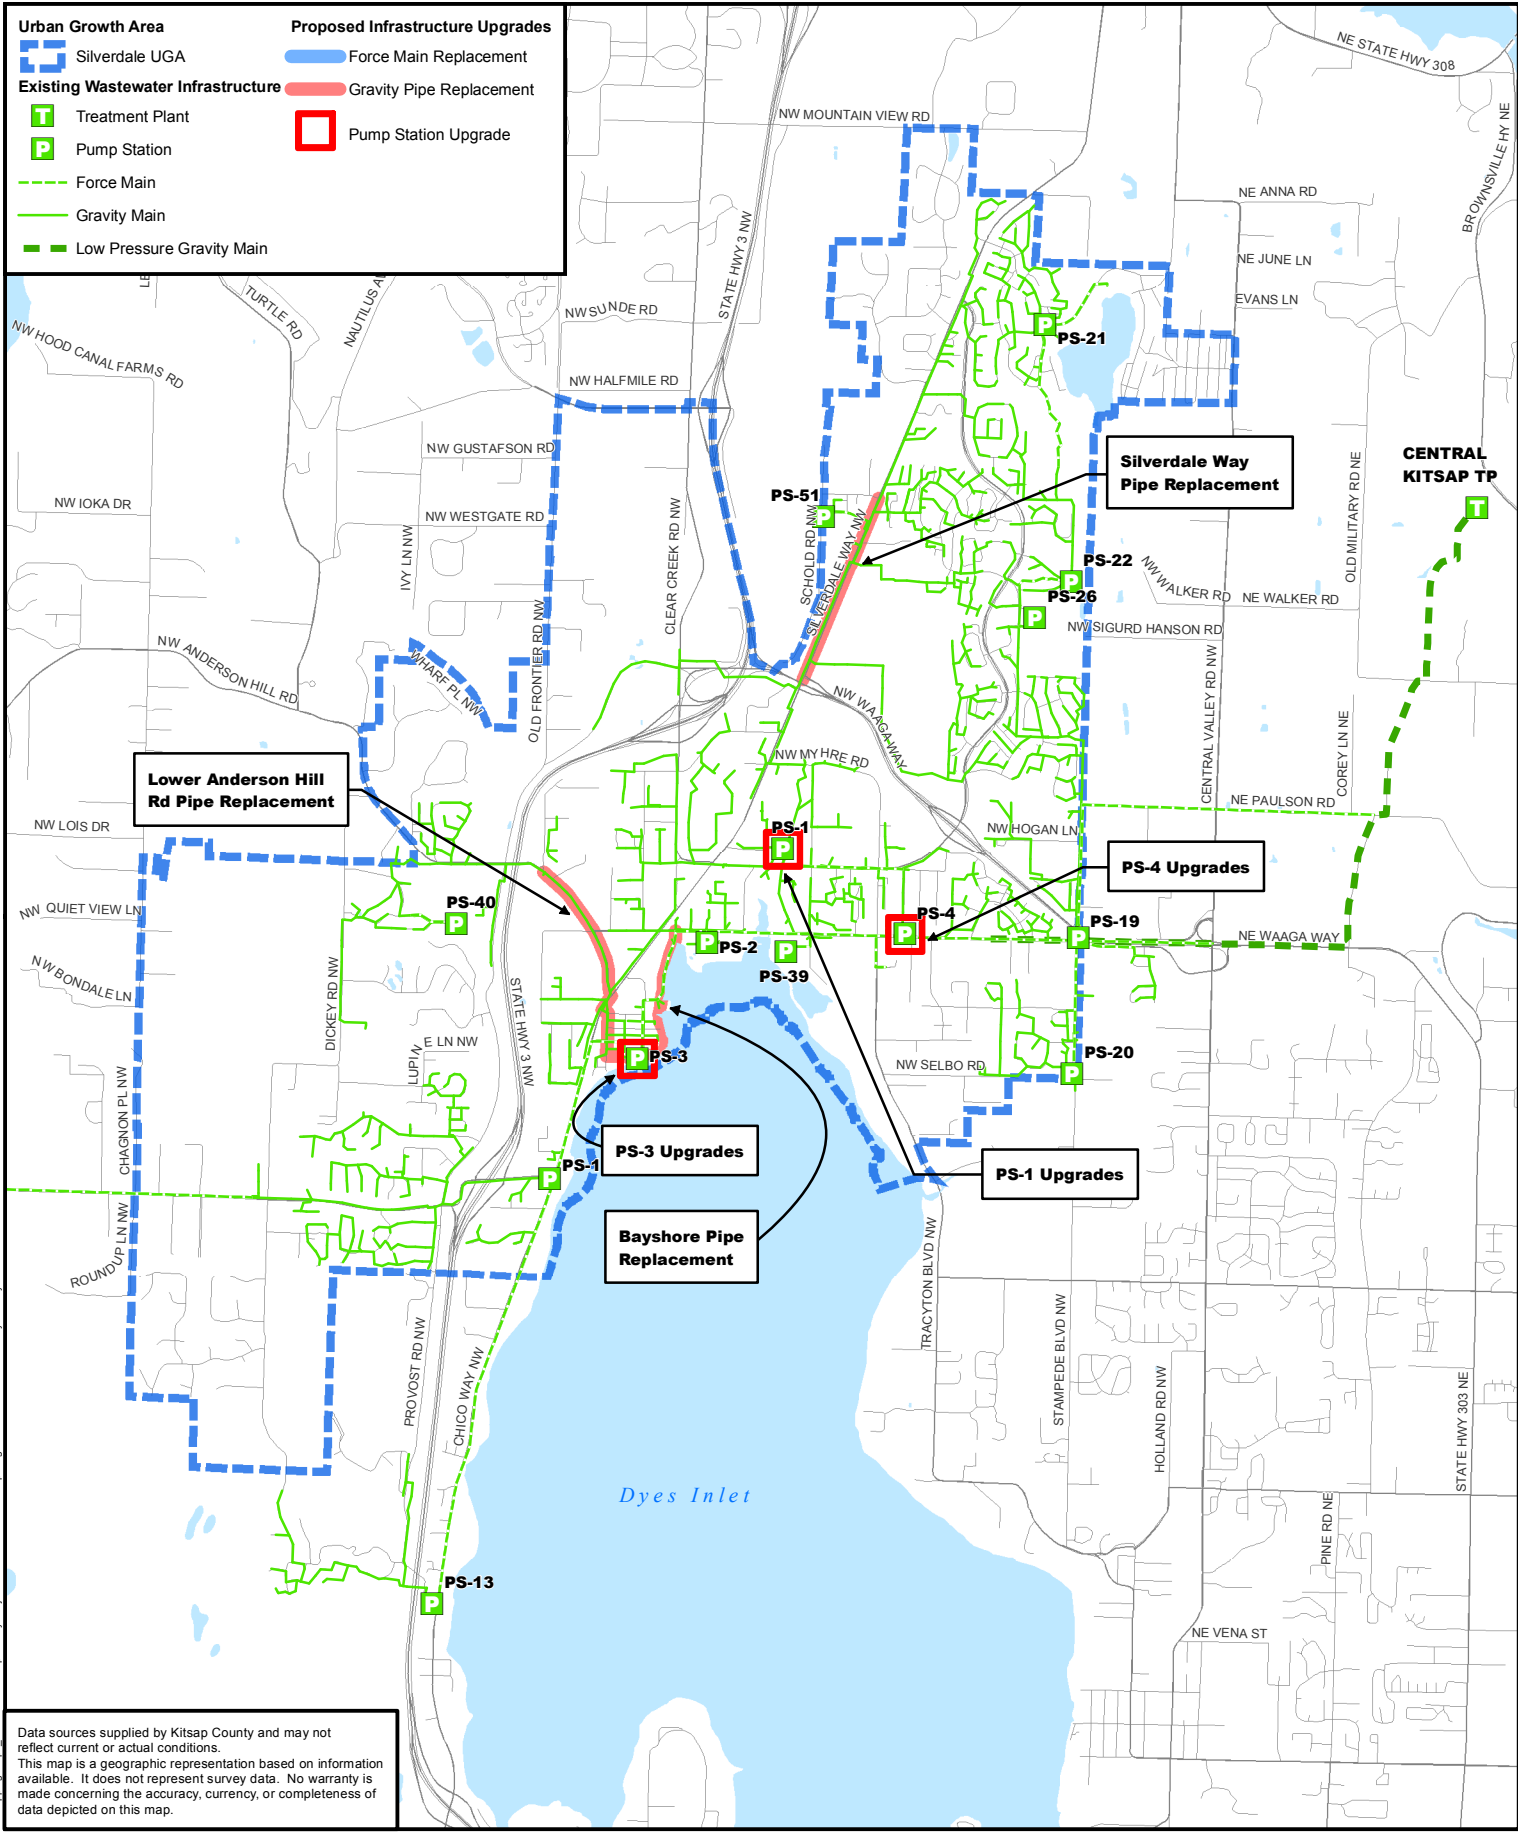 Urban Growth Area
Silverdale UGA
Existing Wastewater Infrastructure
Treatment Plant
Pump Station
Force Main
Gravity Main
Low Pressure Gravity Main
Proposed Infrastructure Upgrades
Force Main Replacement
Gravity Pipe Replacement
Pump Station Upgrade
T
P
NE STATE HWY 308
NW MOUNTAIN VIEW RD
BROWNSVILLE HY NE
NE ANNA RD
STATE HWY 3 NW
NE JUNE LN
EVANS LN
TURTLE RD
NW SUNDE RD
NW HOOD CANAL FARMS RD
P
PS-21
NW HALFMILE RD
NW GUSTAFSON RD
Silverdale Way
Pipe Replacement
CENTRAL
KITSAP TP
T
NW IOKA DR
NW WESTGATE RD
PS-51
P
IVY LN NW
CLEAR CREEK RD NW
SCHOLD RD NW
SILVERDALE WAY NW
OLD MILITARY RD NE
PS-22
P
PS-26
P
NW WALKER RD
NE WALKER RD
NW SIGURD HANSON RD
NW ANDERSON HILL RD
WHARF PL NW
OLD FRONTIER RD NW
NW WAAGA WAY
CENTRAL VALLEY RD NW
COREY LN NE
NW MYHRE RD
Lower Anderson Hill
Rd Pipe Replacement
NE PAULSON RD
NW LOIS DR
PS-1
P
NW HOGAN LN
PS-4 Upgrades
NW QUIET VIEW LN
PS-40
P
PS-4
P
PS-19
P
NE WAAGA WAY
P
PS-2
P
PS-39
NW BONDALE LN
DICKEY RD NW
STATE HWY 3 NW
LUPIN
E LN NW
P
PS-3
NW SELBO RD
PS-20
P
CHAGNON PL NW
PS-3 Upgrades
PS-1
P
PS-1 Upgrades
Bayshore Pipe
Replacement
ROUNDUP LN NW
TRACYTON BLVD NW
STAMPEDE BLVD NW
PROVOST RD NW
CHICO WAY NW
HOLLAND RD NW
STATE HWY 303 NE
Dyes Inlet
PINE RD NE
PS-13
P
NE VENA ST
Data sources supplied by Kitsap County and may not
reflect current or actual conditions.
This map is a geographic representation based on information
available. It does not represent survey data. No warranty is
made concerning the accuracy, currency, or completeness of
data depicted on this map.